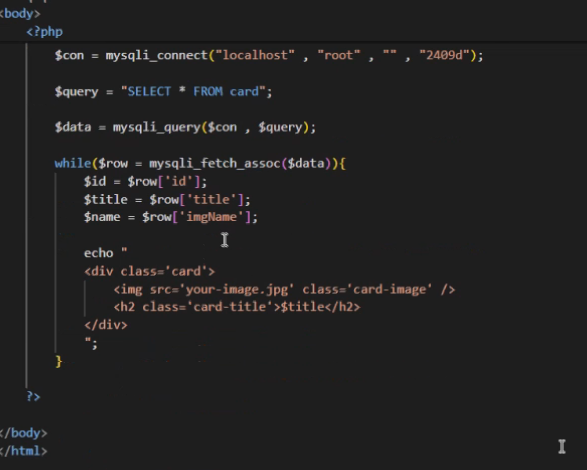 <body>
<?php
$con = mysqli_connect("localhost" , "root" , "" , "2409d");
$query = "SELECT * FROM card";
$data = mysqli_query($con , $query);
while($row = mysqli_fetch_assoc($data)){
$id = $row['id'];
$title = $row['title'];
$name = $row['imgName'];
echo "
<div class='card'>
<img src='your-image.jpg' class='card-image' />
<h2 class='card-title'>$title</h2>
</div>
";
}
?>
</body>
</html>